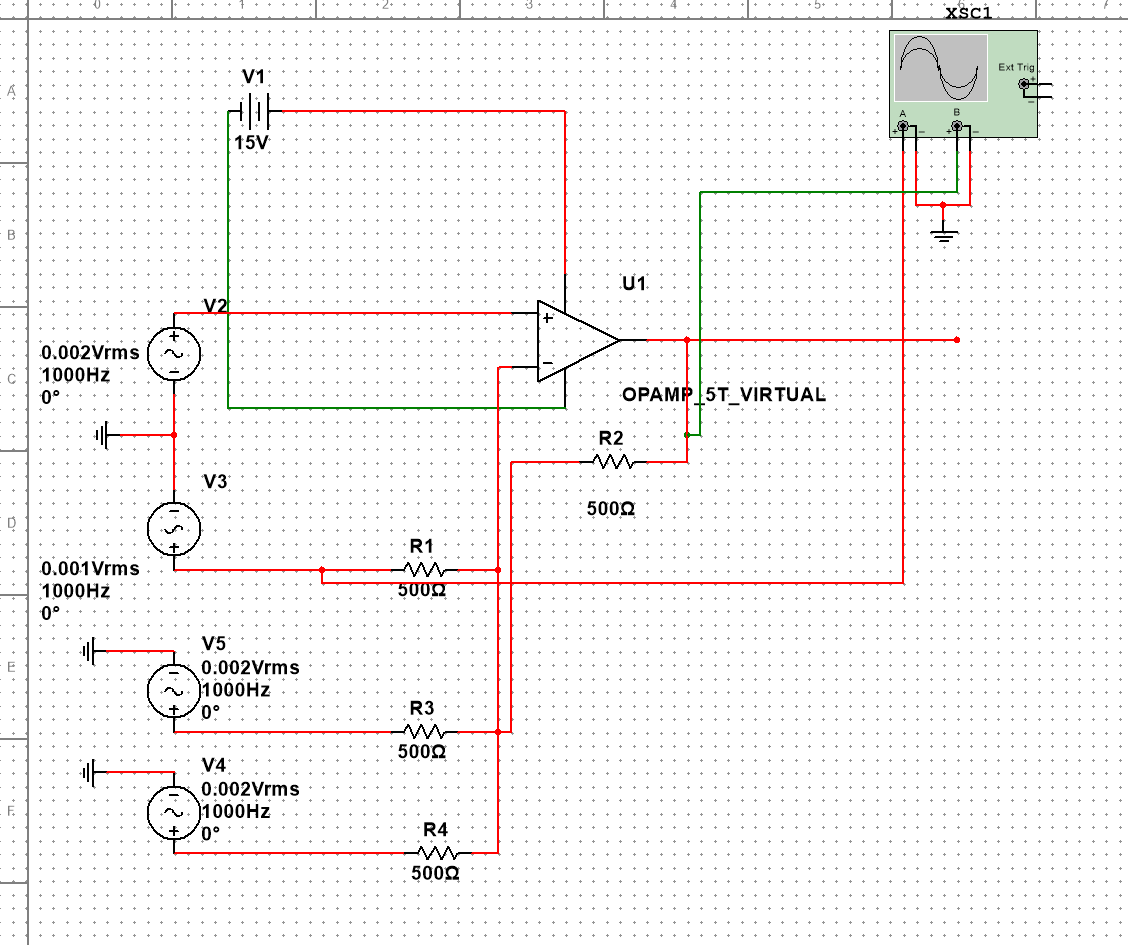 0 1 2 3 4 5 6 7
XSC1
A
Ext Trig
+
−
A
B
+ − + −
V1
15V
B
U1
V2
+
+
−
0.002Vrms
1000Hz
0°
−
C
OPAMP_5T_VIRTUAL
R2
V3
500Ω
−
D
+
R1
0.001Vrms
1000Hz
0°
500Ω
V5
0.002Vrms
1000Hz
0°
−
+
E
R3
500Ω
V4
0.002Vrms
1000Hz
0°
−
+
F
R4
500Ω